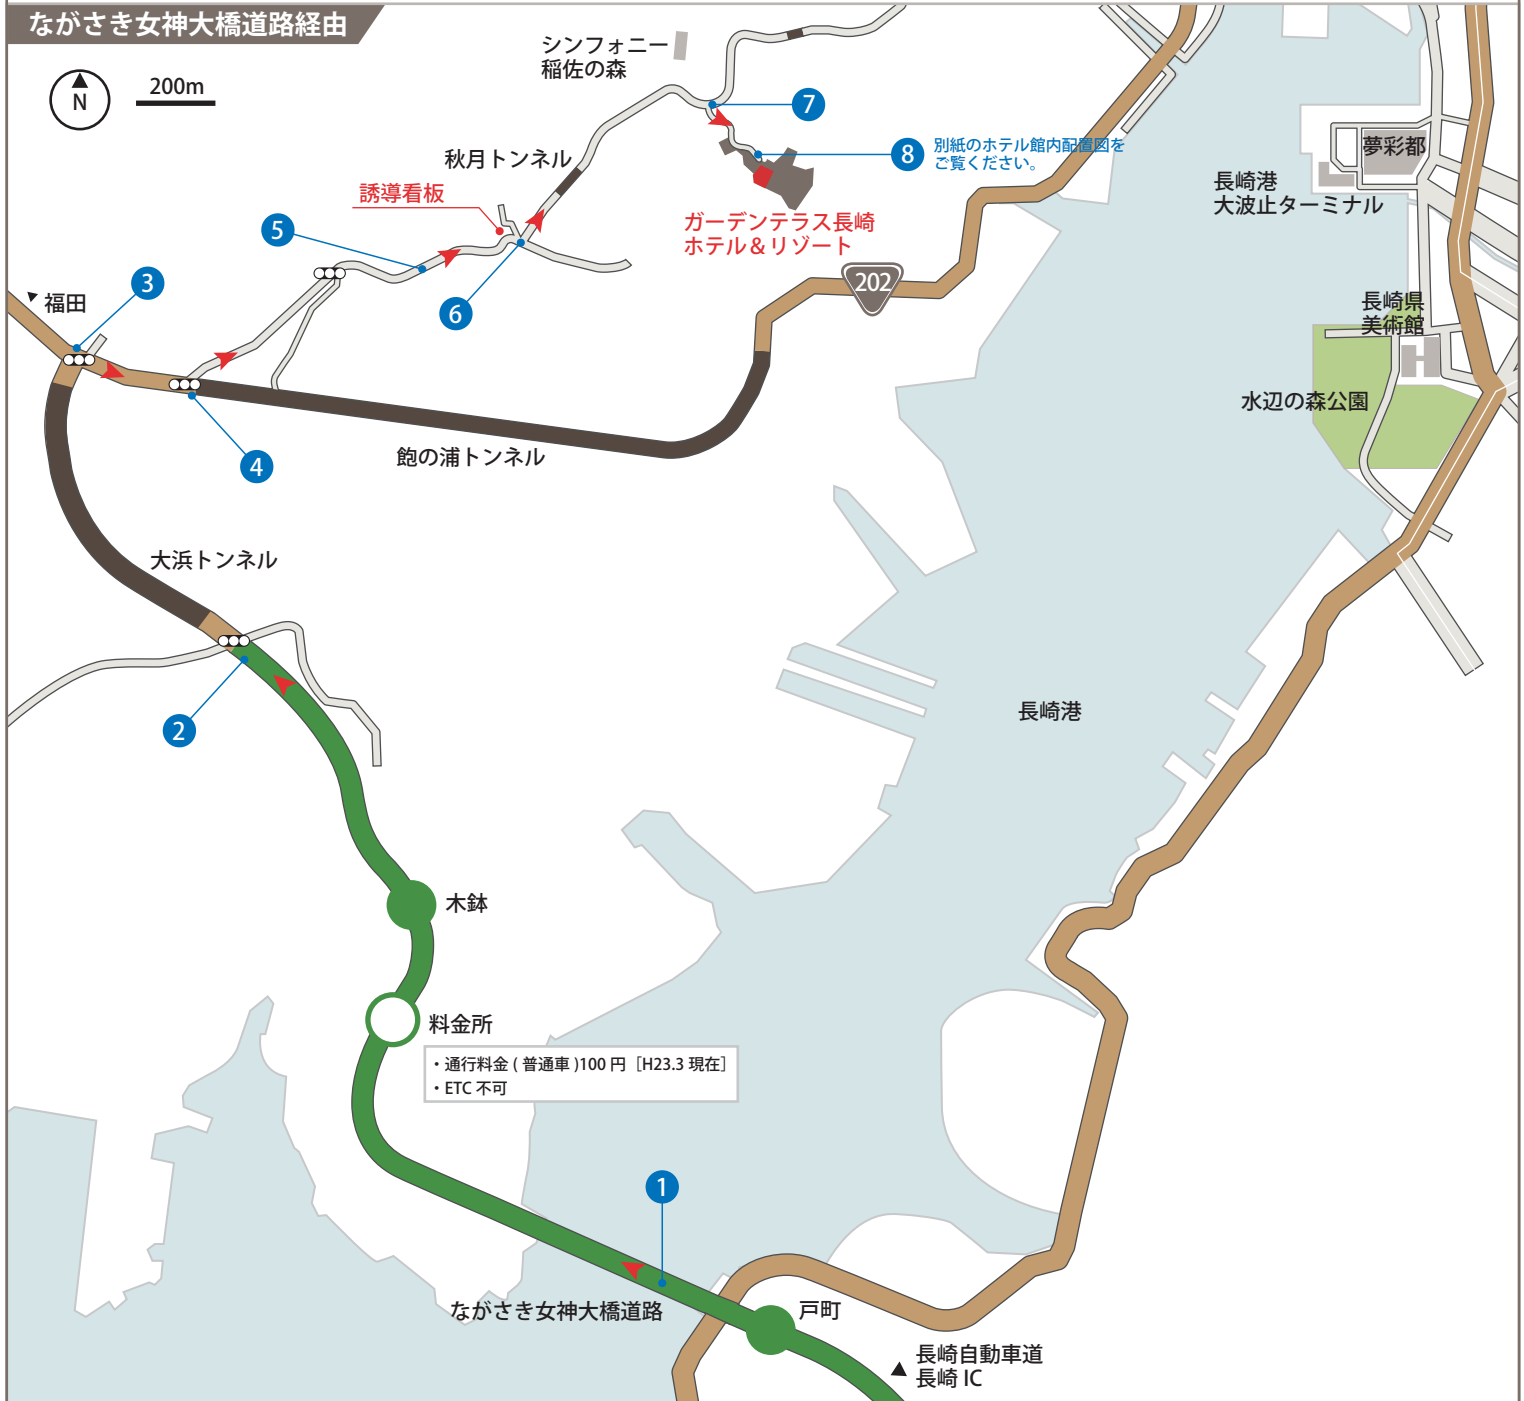 ながさき女神大橋道路経由
N
200m
シンフォニー
稲佐の森
7
8
別紙のホテル館内配置図を
ご覧ください。
夢彩都
長崎港
大波止ターミナル
秋月トンネル
誘導看板
ガーデンテラス長崎
ホテル＆リゾート
5
6
3
福田
202
長崎県
美術館
水辺の森公園
4
飽の浦トンネル
大浜トンネル
2
長崎港
木鉢
料金所
・通行料金 ( 普通車 )100 円［H23.3 現在］
・ETC 不可
1
ながさき女神大橋道路
戸町
長崎自動車道
長崎 IC